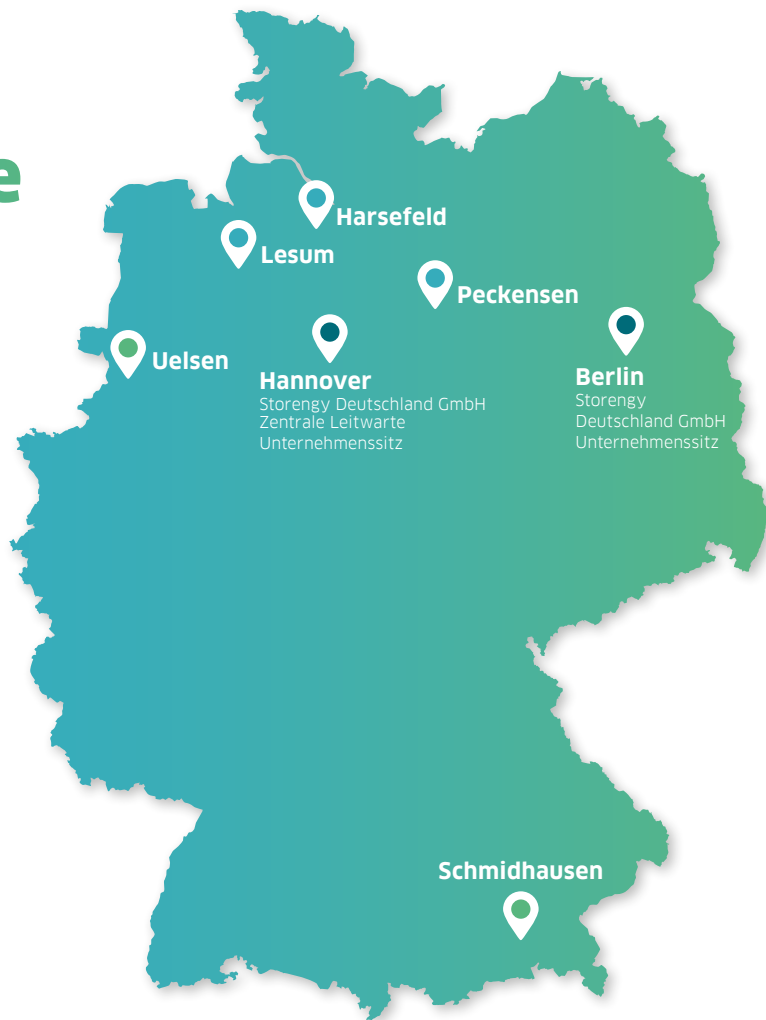 e
Harsefeld
Lesum
Peckensen
Uelsen
Hannover
Storengy Deutschland GmbH
Zentrale Leitwarte
Unternehmenssitz
Berlin
Storengy
Deutschland GmbH
Unternehmenssitz
Schmidhausen